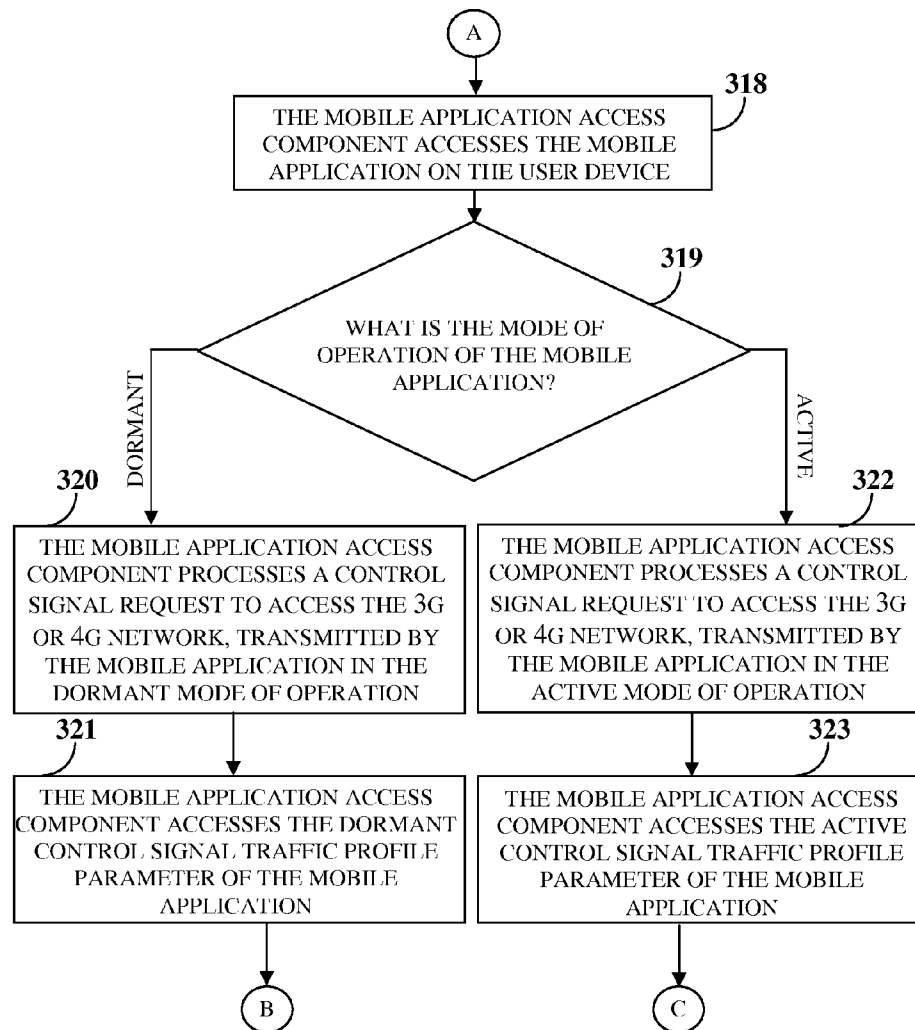 A
318
THE MOBILE APPLICATION ACCESS
COMPONENT ACCESSES THE MOBILE
APPLICATION ON THE USER DEVICE
319
WHAT IS THE MODE OF
OPERATION OF THE MOBILE
APPLICATION?
DORMANT
ACTIVE
320
THE MOBILE APPLICATION ACCESS
COMPONENT PROCESSES A CONTROL
SIGNAL REQUEST TO ACCESS THE 3G
OR 4G NETWORK, TRANSMITTED BY
THE MOBILE APPLICATION IN THE
DORMANT MODE OF OPERATION
322
THE MOBILE APPLICATION ACCESS
COMPONENT PROCESSES A CONTROL
SIGNAL REQUEST TO ACCESS THE 3G
OR 4G NETWORK, TRANSMITTED BY
THE MOBILE APPLICATION IN THE
ACTIVE MODE OF OPERATION
321
THE MOBILE APPLICATION ACCESS
COMPONENT ACCESSES THE DORMANT
CONTROL SIGNAL TRAFFIC PROFILE
PARAMETER OF THE MOBILE
APPLICATION
323
THE MOBILE APPLICATION ACCESS
COMPONENT ACCESSES THE ACTIVE
CONTROL SIGNAL TRAFFIC PROFILE
PARAMETER OF THE MOBILE
APPLICATION
B
C